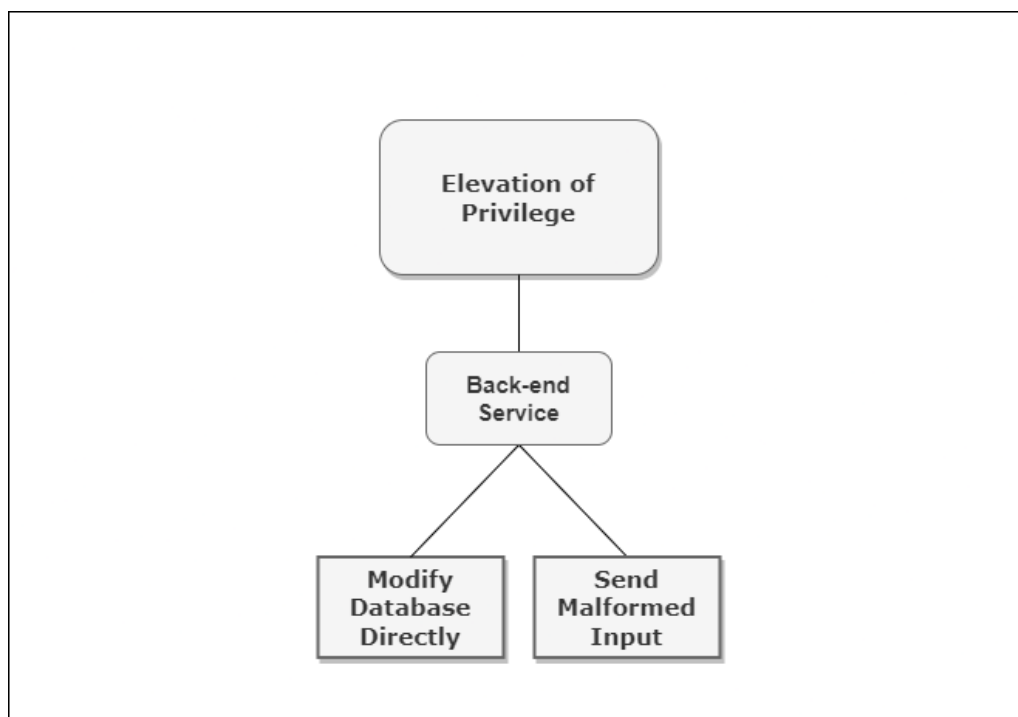 Elevation of
Privilege
Back-end
Service
Modify
Database
Directly
Send
Malformed
Input